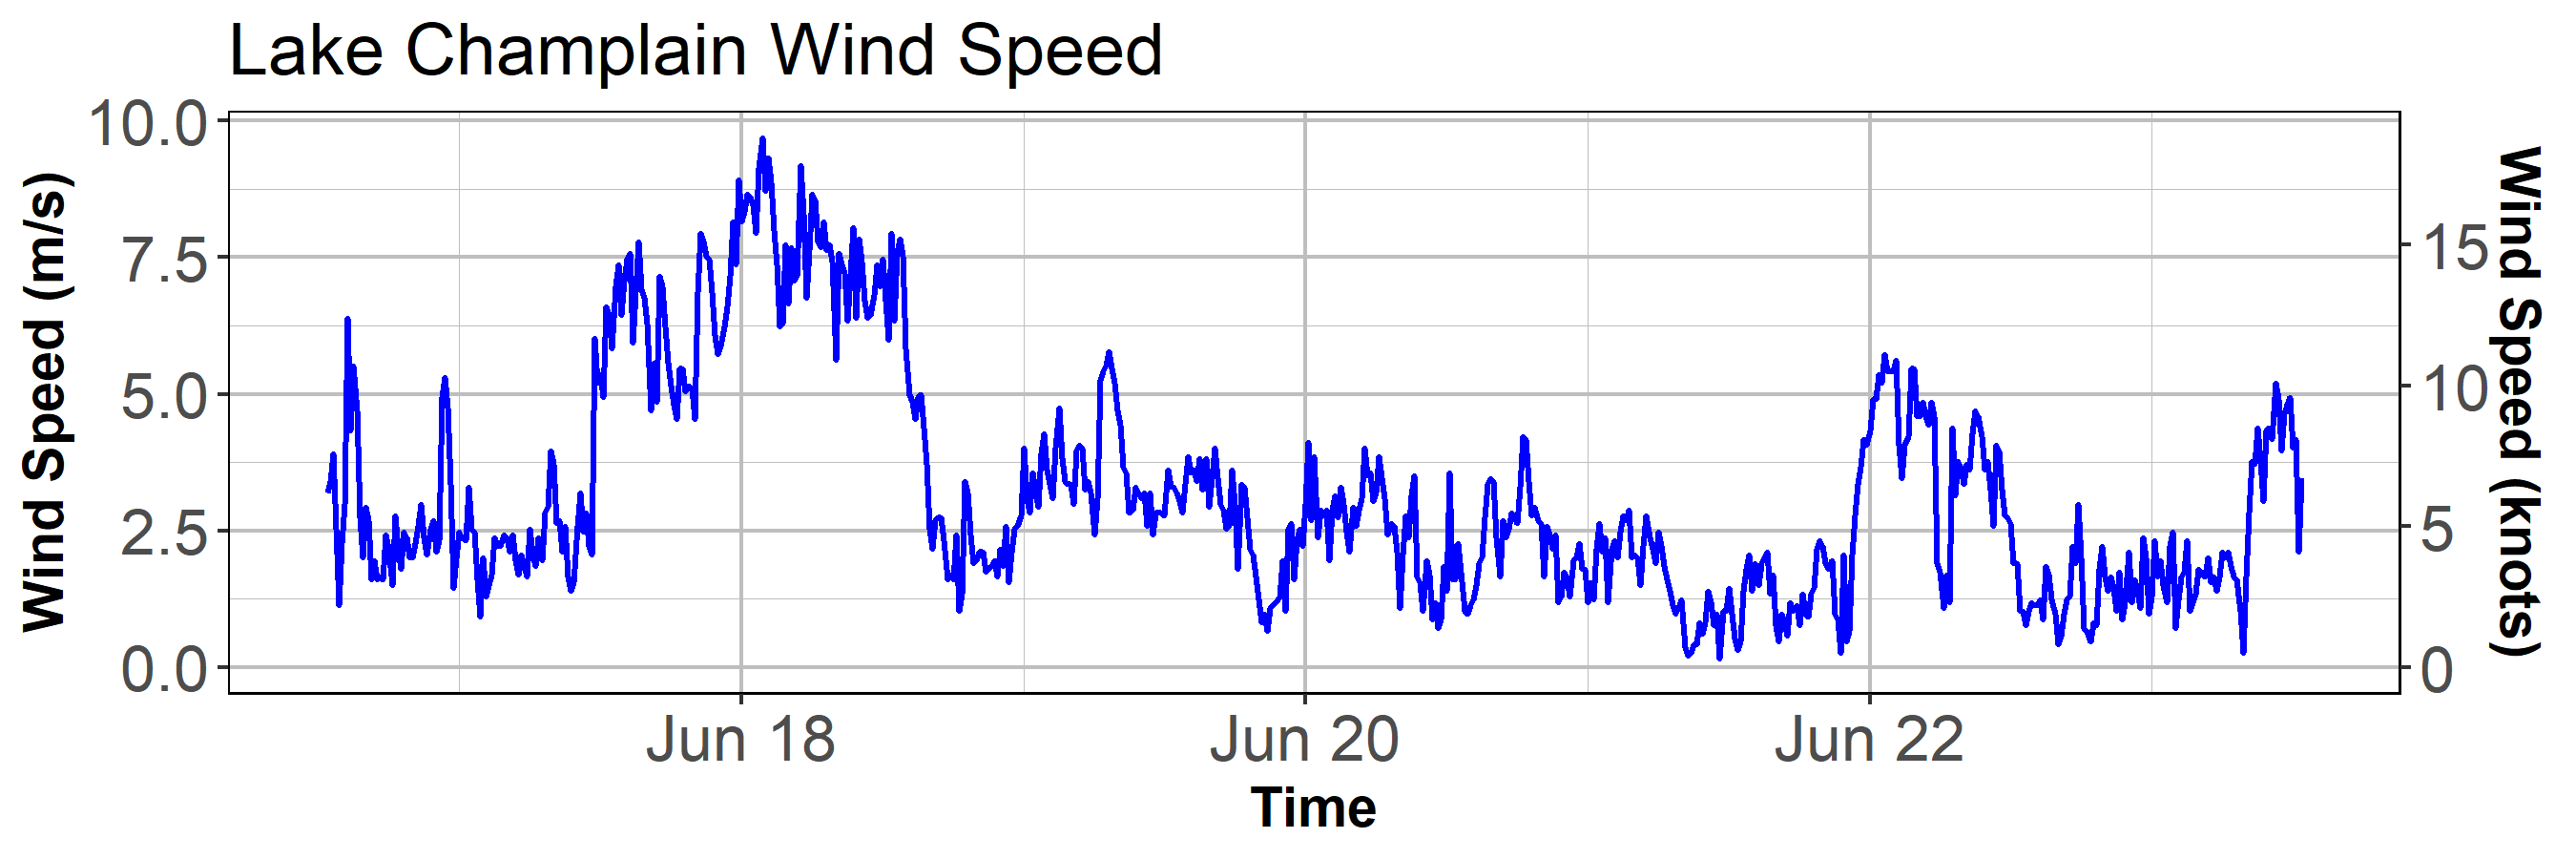 Lake Champlain Wind Speed
Wind Speed (m/s)
10.0
7.5
5.0
2.5
0.0
Wind Speed (knots)
15
10
5
0
Jun 18 Jun 20 Jun 22
Time